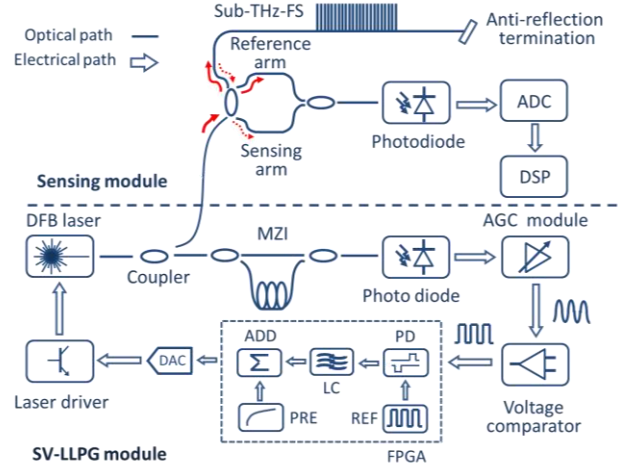 Sub-THz-FS
Anti-reflection
termination
Optical path
Electrical path
Reference
arm
ADC
Photodiode
Sensing
arm
DSP
Sensing module
DFB laser
MZI
AGC module
Coupler
Photo diode
ADD
PD
DAC
Σ
LC
Laser driver
PRE
REF
Voltage
comparator
FPGA
SV-LLPG module